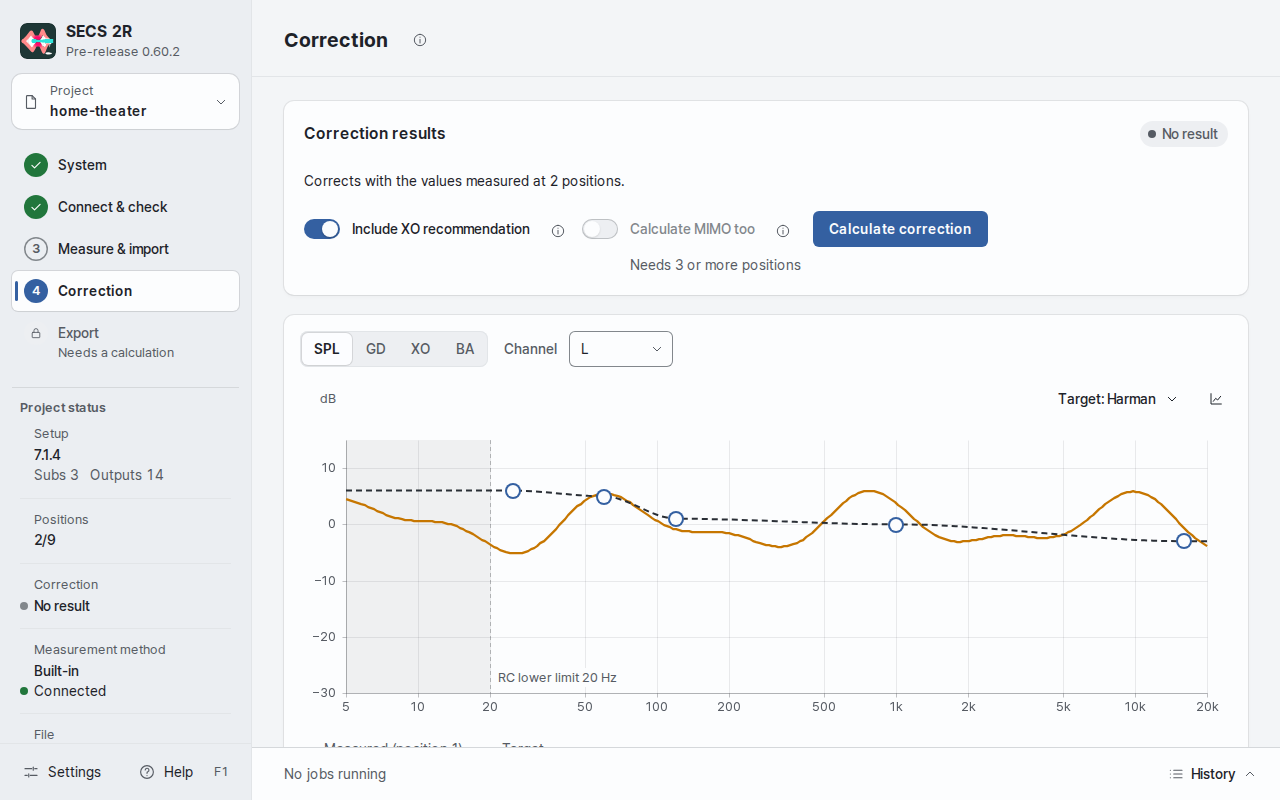 SECS 2R
Pre-release 0.60.2
Project
home-theater
System
Connect & check
3 Measure & import
4 Correction
Export
Needs a calculation
Project status
Setup
7.1.4
Subs 3 Outputs 14
Positions
2/9
Correction
No result
Measurement method
Built-in
Connected
File
Settings Help F1
Correction
Correction results
No result
Corrects with the values measured at 2 positions.
Include XO recommendation
Calculate MIMO too
Calculate correction
Needs 3 or more positions
SPL GD XO BA Channel L
dB
Target: Harman
10
0
−10
−20
−30
RC lower limit 20 Hz
5 10 20 50 100 200 500 1k 2k 5k 10k 20k
Measured (position 1) Target
No jobs running
History